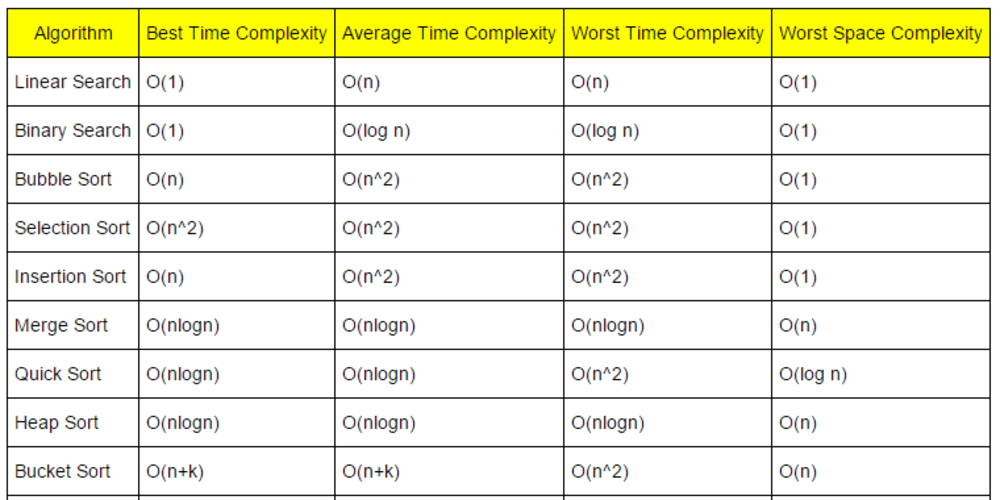 Algorithm Best Time Complexity Average Time Complexity Worst Time Complexity Worst Space Complexity
Linear Search O(1) O(n) O(n) O(1)
Binary Search O(1) O(log n) O(log n) O(1)
Bubble Sort O(n) O(n^2) O(n^2) O(1)
Selection Sort O(n^2) O(n^2) O(n^2) O(1)
Insertion Sort O(n) O(n^2) O(n^2) O(1)
Merge Sort O(nlogn) O(nlogn) O(nlogn) O(n)
Quick Sort O(nlogn) O(nlogn) O(n^2) O(log n)
Heap Sort O(nlogn) O(nlogn) O(nlogn) O(n)
Bucket Sort O(n+k) O(n+k) O(n^2) O(n)